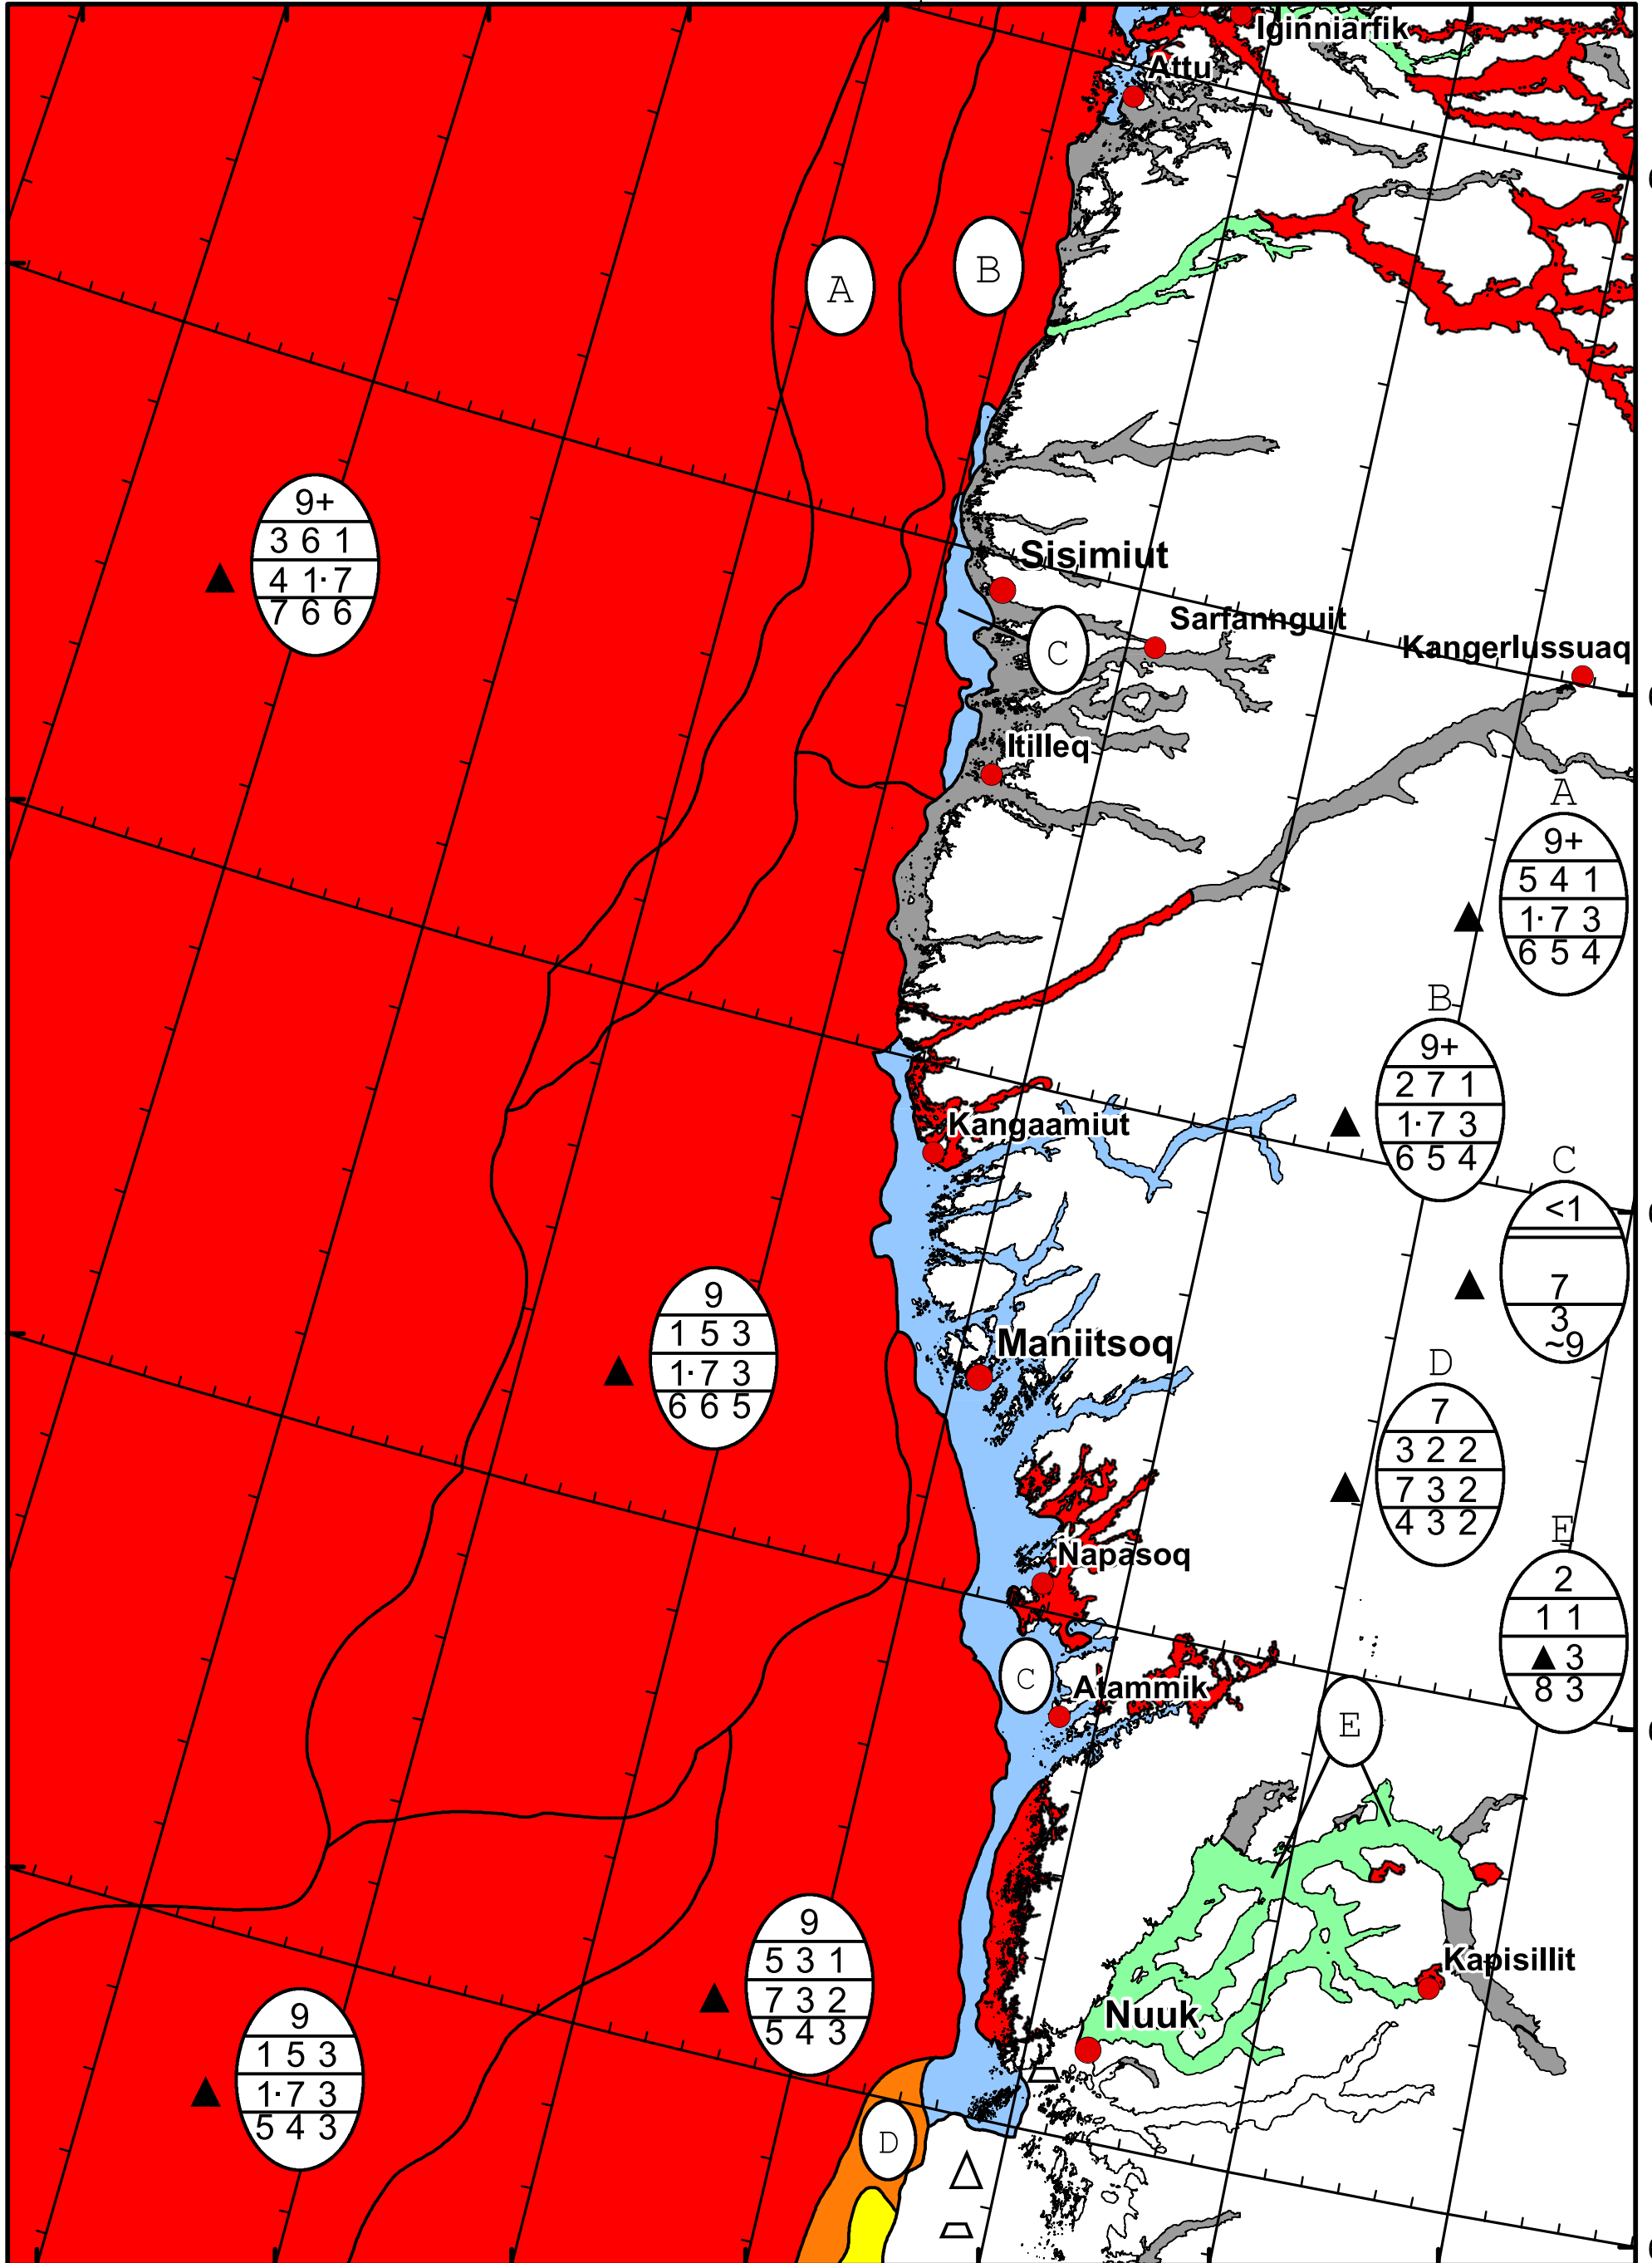 Iginniarfik
Attu
A
B
9+
3 6 1
4 1· 7
7 6 6
Sisimiut
Sarfannguit
Kangerlussuaq
C
Itilleq
A
9+
5 4 1
1· 7 3
6 5 4
B
9+
2 7 1
1· 7 3
6 5 4
Kangaamiut
C
<1
7
3
~9
9
1 5 3
1· 7 3
6 6 5
Maniitsoq
D
7
3 2 2
7 3 2
4 3 2
Napasoq
E
2
1 1
▲ 3
8 3
C
Atammik
E
9
5 3 1
7 3 2
5 4 3
Kapisillit
Nuuk
9
1 5 3
1· 7 3
5 4 3
D